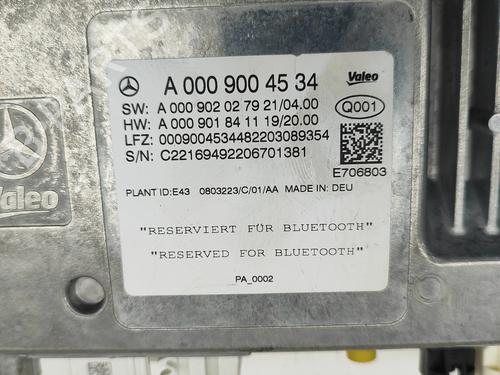 A 000 900 45 34
Valeo
SW: A 000 902 02 79 21/04.00
Q001
HW: A 000 901 84 11 19/20.00
LFZ: 0009004534482203089354
S/N: C22169492206701381
E706803
PLANT ID:E43 0803223/C/01/AA MADE IN: DEU
"RESERVIERT FÜR BLUETOOTH"
"RESERVED FOR BLUETOOTH"
PA_0002
Valeo